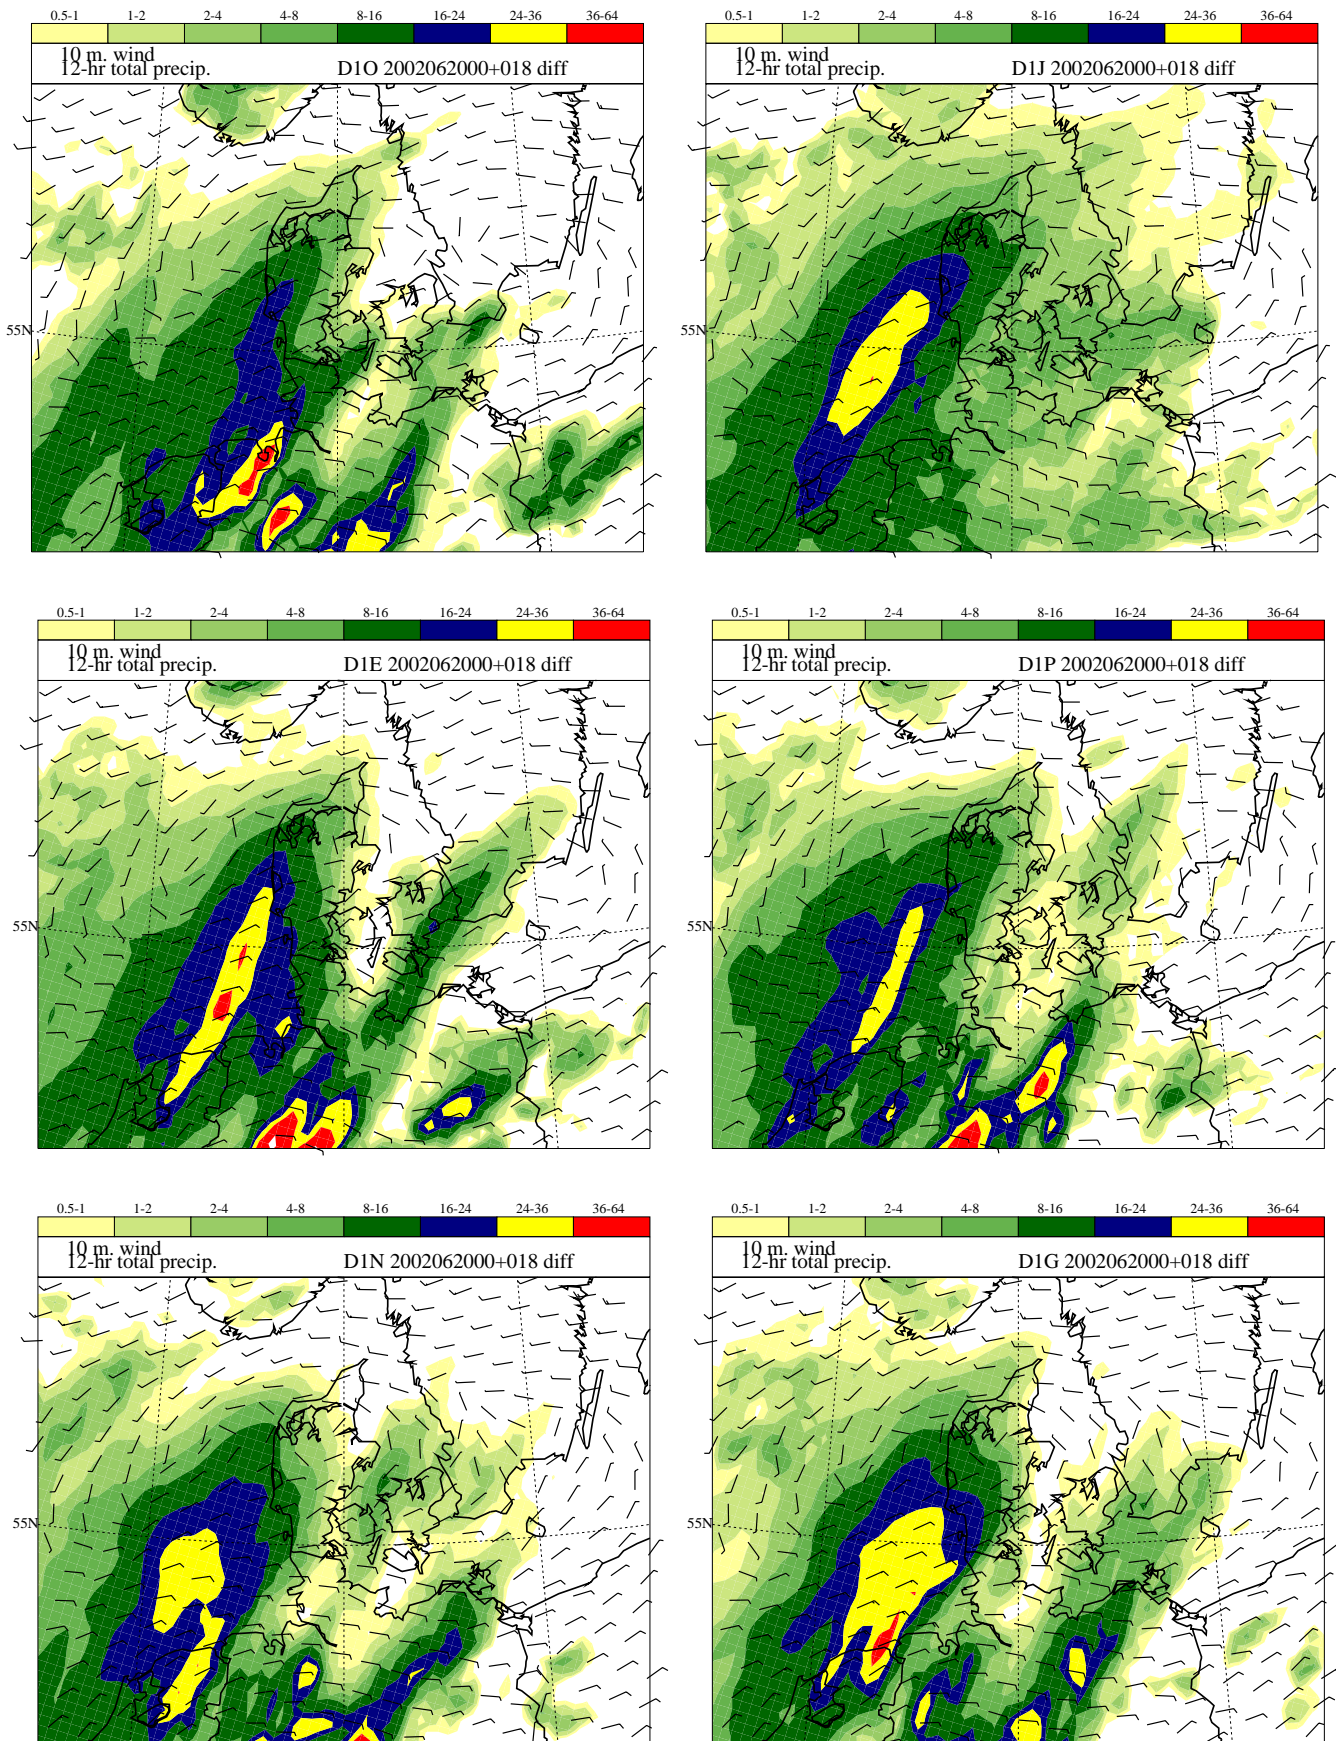 0.5-1 1-2 2-4 4-8 8-16 16-24 24-36 36-64
10 m. wind
12-hr total precip. D1O 2002062000+018 diff
55N
0.5-1 1-2 2-4 4-8 8-16 16-24 24-36 36-64
10 m. wind
12-hr total precip. D1J 2002062000+018 diff
55N
0.5-1 1-2 2-4 4-8 8-16 16-24 24-36 36-64
10 m. wind
12-hr total precip. D1E 2002062000+018 diff
55N
0.5-1 1-2 2-4 4-8 8-16 16-24 24-36 36-64
10 m. wind
12-hr total precip. D1P 2002062000+018 diff
55N
0.5-1 1-2 2-4 4-8 8-16 16-24 24-36 36-64
10 m. wind
12-hr total precip. D1N 2002062000+018 diff
55N
0.5-1 1-2 2-4 4-8 8-16 16-24 24-36 36-64
10 m. wind
12-hr total precip. D1G 2002062000+018 diff
55N